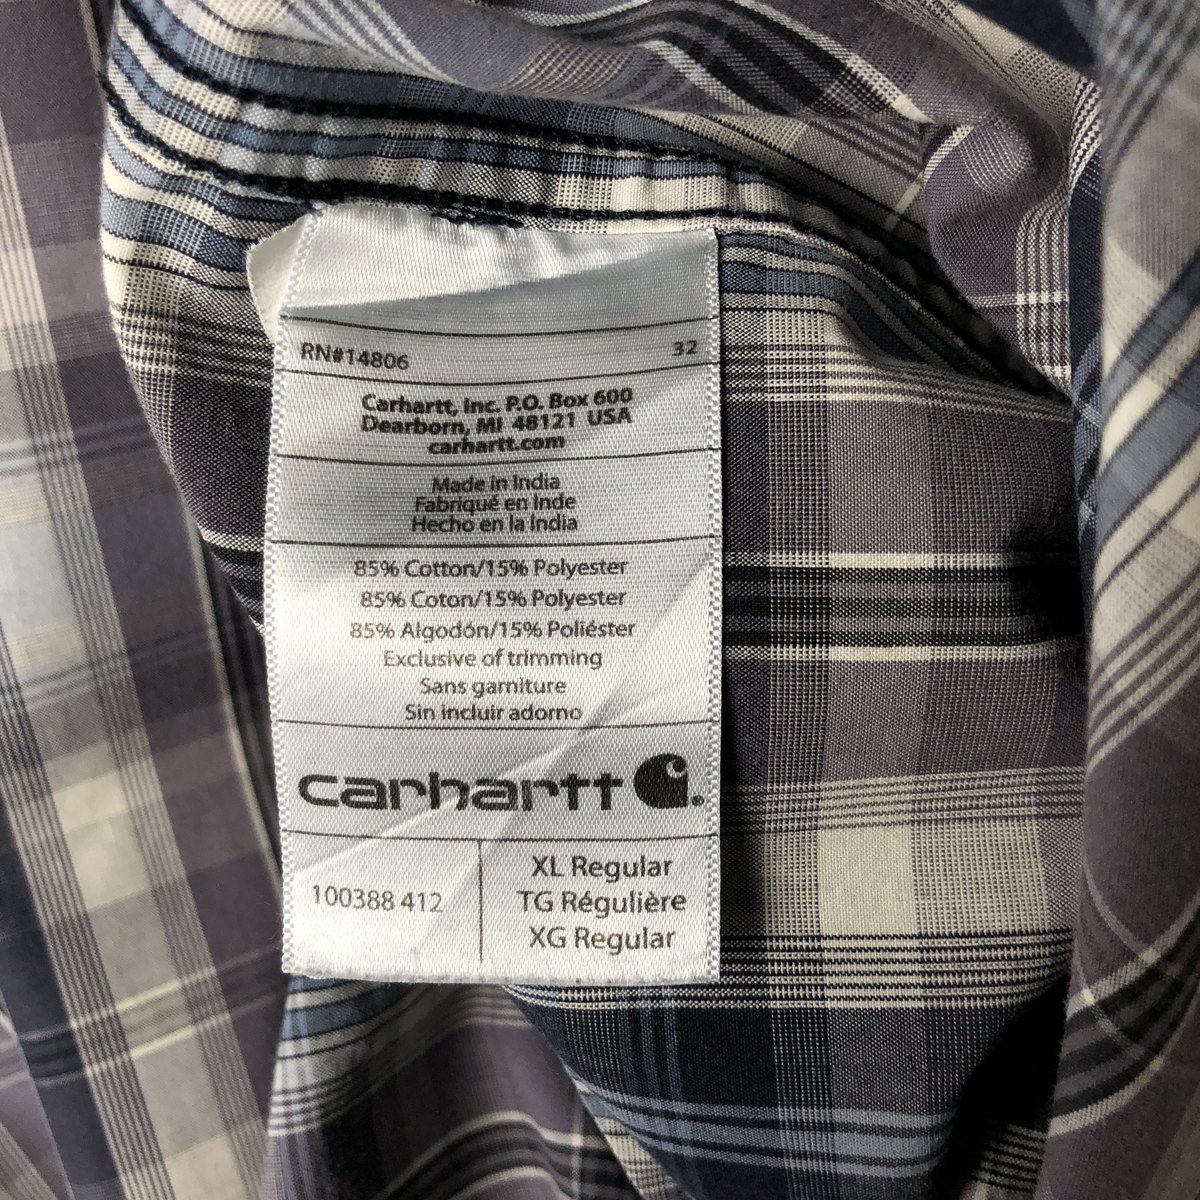 RN#14806 32
Carhartt, Inc. P.O. Box 600
Dearborn, MI 48121 USA
carhartt.com
Made in India
Fabriqué en Inde
Hecho en la India
85% Cotton/15% Polyester
85% Coton/15% Polyester
85% Algodón/15% Poliéster
Exclusive of trimming
Sans garniture
Sin incluir adorno
carhartt
100388 412
XL Regular
TG Régulière
XG Regular